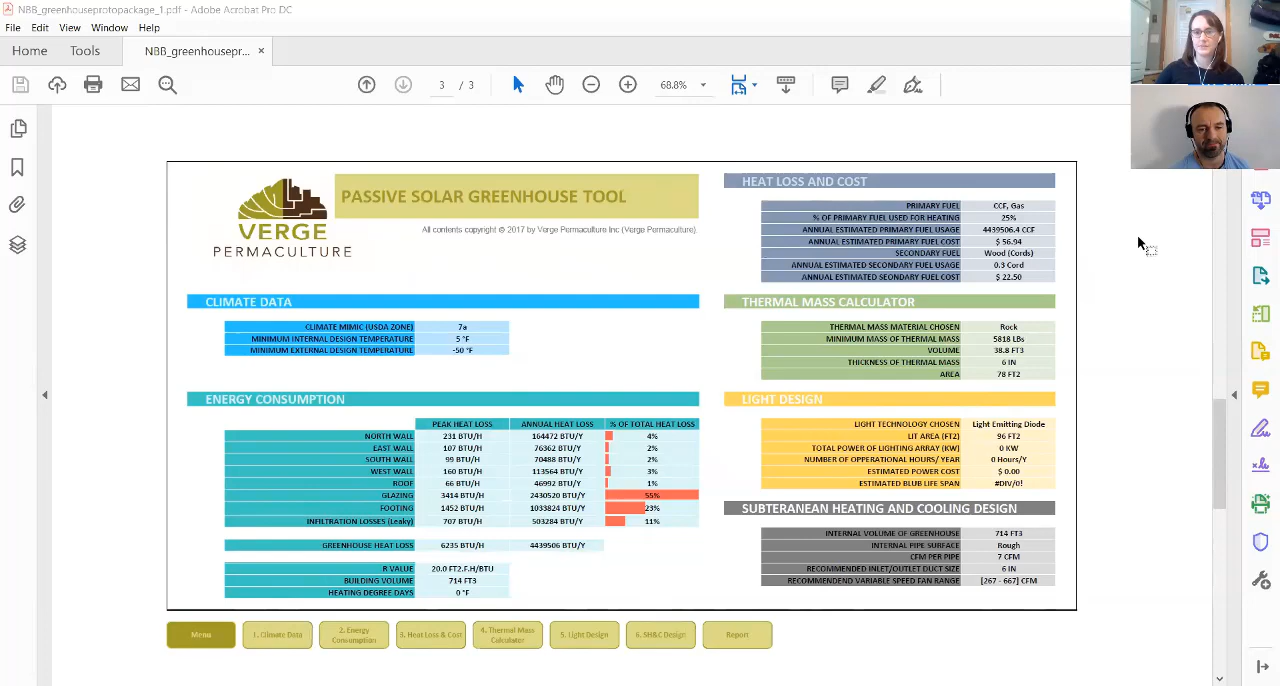 NBB_greenhouseprotopackage_1.pdf - Adobe Acrobat Pro DC
File Edit View Window Help
Home Tools NBB_greenhousepr... ×
3 / 3 68.8%
VERGE
PERMACULTURE
PASSIVE SOLAR GREENHOUSE TOOL
All contents copyright © 2017 by Verge Permaculture Inc (Verge Permaculture).
CLIMATE DATA
CLIMATE MIMIC (USDA ZONE) 7a
MINIMUM INTERNAL DESIGN TEMPERATURE 5 °F
MINIMUM EXTERNAL DESIGN TEMPERATURE -50 °F
ENERGY CONSUMPTION
PEAK HEAT LOSS ANNUAL HEAT LOSS % OF TOTAL HEAT LOSS
NORTH WALL 231 BTU/H 164472 BTU/Y 4%
EAST WALL 107 BTU/H 76362 BTU/Y 2%
SOUTH WALL 99 BTU/H 70488 BTU/Y 2%
WEST WALL 160 BTU/H 113564 BTU/Y 3%
ROOF 66 BTU/H 46992 BTU/Y 1%
GLAZING 3414 BTU/H 2430520 BTU/Y 55%
FOOTING 1452 BTU/H 1033824 BTU/Y 23%
INFILTRATION LOSSES (Leaky) 707 BTU/H 503284 BTU/Y 11%
GREENHOUSE HEAT LOSS 6235 BTU/H 4439506 BTU/Y
R VALUE 20.0 FT2.F.H/BTU
BUILDING VOLUME 714 FT3
HEATING DEGREE DAYS 0 °F
HEAT LOSS AND COST
PRIMARY FUEL CCF, Gas
% OF PRIMARY FUEL USED FOR HEATING 25%
ANNUAL ESTIMATED PRIMARY FUEL USAGE 4439506.4 CCF
ANNUAL ESTIMATED PRIMARY FUEL COST $ 56.94
SECONDARY FUEL Wood (Cords)
ANNUAL ESTIMATED SECONDARY FUEL USAGE 0.3 Cord
ANNUAL ESTIMATED SEONDARY FUEL COST $ 22.50
THERMAL MASS CALCULATOR
THERMAL MASS MATERIAL CHOSEN Rock
MINIMUM MASS OF THERMAL MASS 5818 LBs
VOLUME 38.8 FT3
THICKNESS OF THERMAL MASS 6 IN
AREA 78 FT2
LIGHT DESIGN
LIGHT TECHNOLOGY CHOSEN Light Emitting Diode
LIT AREA (FT2) 96 FT2
TOTAL POWER OF LIGHTING ARRAY (KW) 0 KW
NUMBER OF OPPERATIONAL HOURS/ YEAR 0 Hours/Y
ESTIMATED POWER COST $ 0.00
ESTIMATED BLUB LIFE SPAN #DIV/0!
SUBTERANEAN HEATING AND COOLING DESIGN
INTERNAL VOLUME OF GREENHOUSE 714 FT3
INTERNAL PIPE SURFACE Rough
CFM PER PIPE 7 CFM
RECOMMENDED INLET/OUTLET DUCT SIZE 6 IN
RECOMMENDEND VARIABLE SPEED FAN RANGE [267 - 667] CFM
Menu
1. Climate Data
2. Energy
Consumption
3. Heat Loss & Cost
4. Thermal Mass
Calculator
5. Light Design
6. SH&C Design
Report